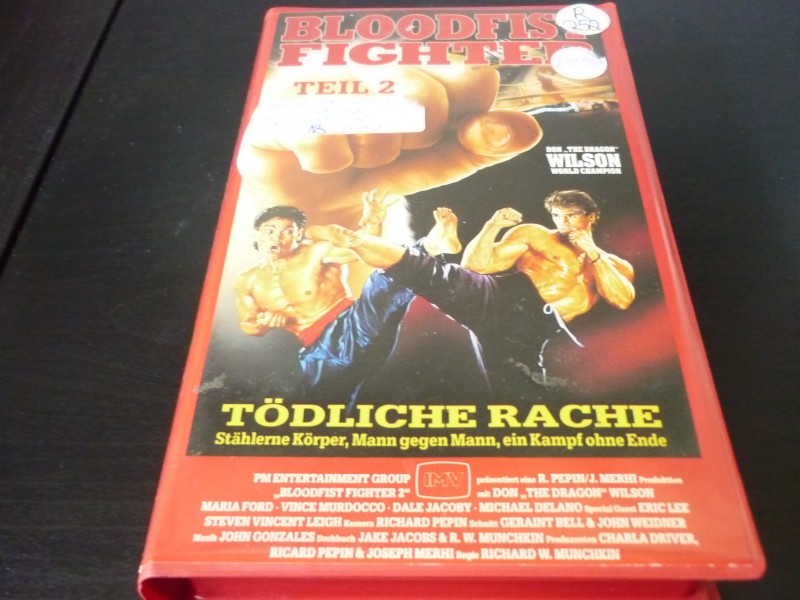 BLOODFIST
FIGHTER
R
252
TEIL 2
DON „THE DRAGON"
WILSON
WORLD CHAMPION
TÖDLICHE RACHE
Stählerne Körper, Mann gegen Mann, ein Kampf ohne Ende
PM ENTERTAINMENT GROUP IMV präsentiert eine R. PEPIN/J. MERHI Produktion
„BLOODFIST FIGHTER 2" mit DON „THE DRAGON" WILSON
MARIA FORD - VINCE MURDOCCO - DALE JACOBY - MICHAEL DELANO Special Guest ERIC LEE
STEVEN VINCENT LEIGH Kamera RICHARD PEPIN Schnitt GERAINT BELL & JOHN WEIDNER
Musik JOHN GONZALES Drehbuch JAKE JACOBS & R. W. MUNCHKIN Produzenten CHARLA DRIVER,
RICARD PEPIN & JOSEPH MERHI Regie RICHARD W. MUNCHKIN